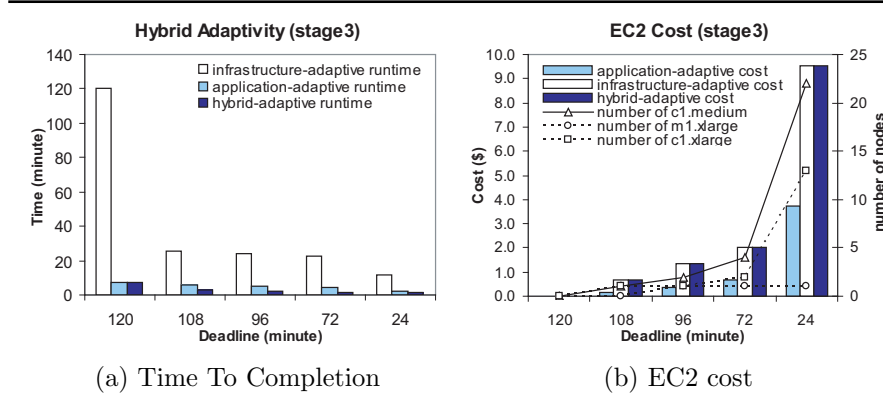 Hybrid Adaptivity (stage3)
140
120
100
80
60
40
20
0
Time (minute)
infrastructure-adaptive runtime
application-adaptive runtime
hybrid-adaptive runtime
120 108 96 72 24
Deadline (minute)
(a) Time To Completion
EC2 Cost (stage3)
10.0
9.0
8.0
7.0
6.0
5.0
4.0
3.0
2.0
1.0
0.0
Cost ($)
application-adaptive cost
infrastructure-adaptive cost
hybrid-adaptive cost
number of c1.medium
number of m1.xlarge
number of c1.xlarge
25
20
15
10
5
0
number of nodes
120 108 96 72 24
Deadline (minute)
(b) EC2 cost